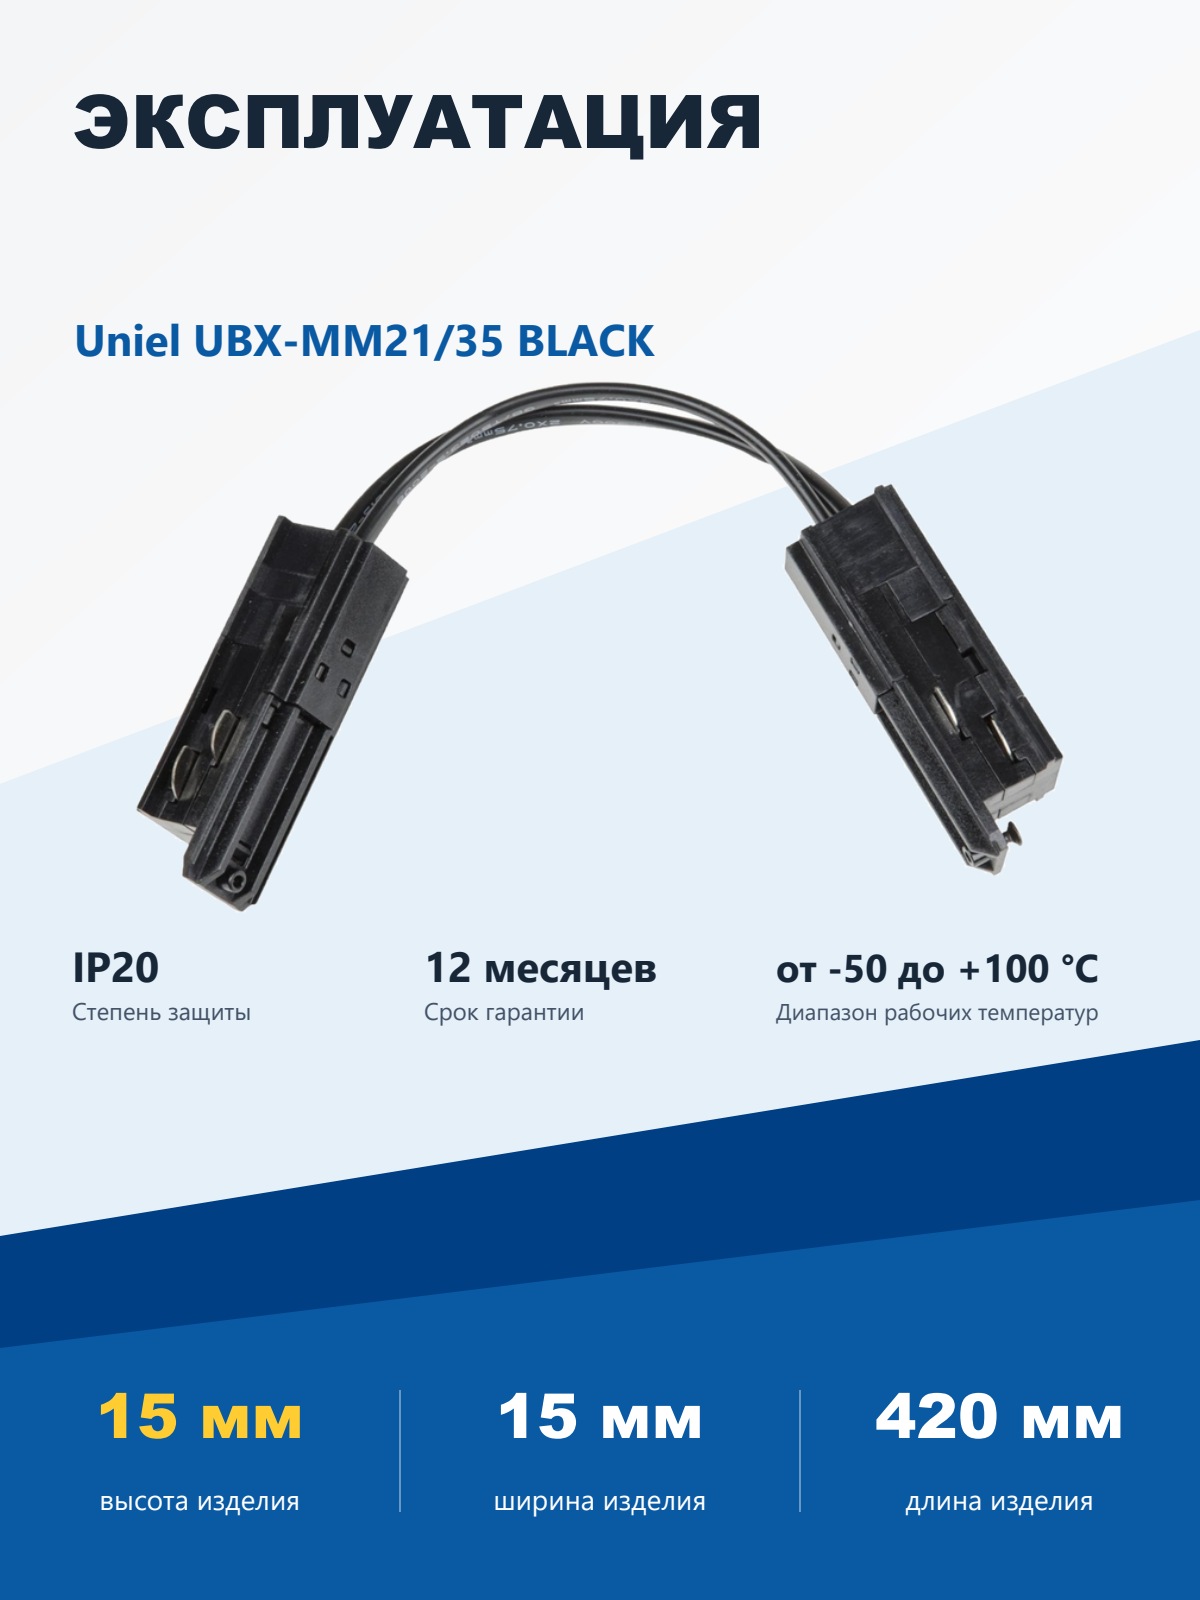 ЭКСПЛУАТАЦИЯ
Uniel UBX-MM21/35 BLACK
IP20
Степень защиты
12 месяцев
Срок гарантии
от -50 до +100 °C
Диапазон рабочих температур
15 мм
высота изделия
15 мм
ширина изделия
420 мм
длина изделия